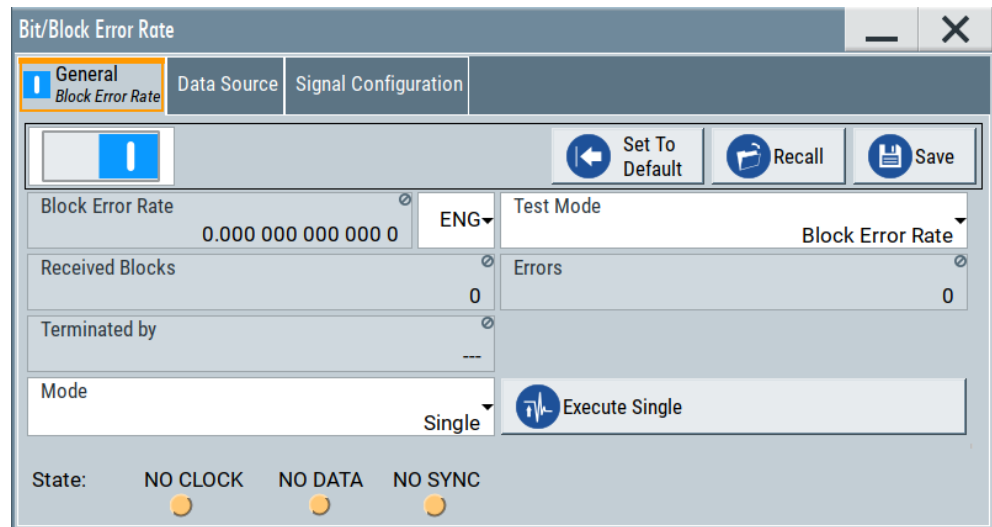 Bit/Block Error Rate
General
Block Error Rate
Data Source
Signal Configuration
Set To
Default
Recall
Save
Block Error Rate
0.000 000 000 000 0
ENG
Test Mode
Block Error Rate
Received Blocks
0
Errors
0
Terminated by
---
Mode
Single
Execute Single
State:
NO CLOCK
NO DATA
NO SYNC